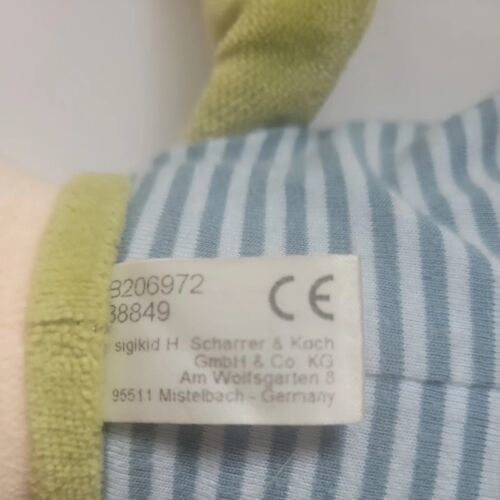 B206972
38849
CE
sigikid H. Scharrer & Koch
GmbH & Co. KG
Am Wolfsgarten 8
95511 Mistelbach - Germany